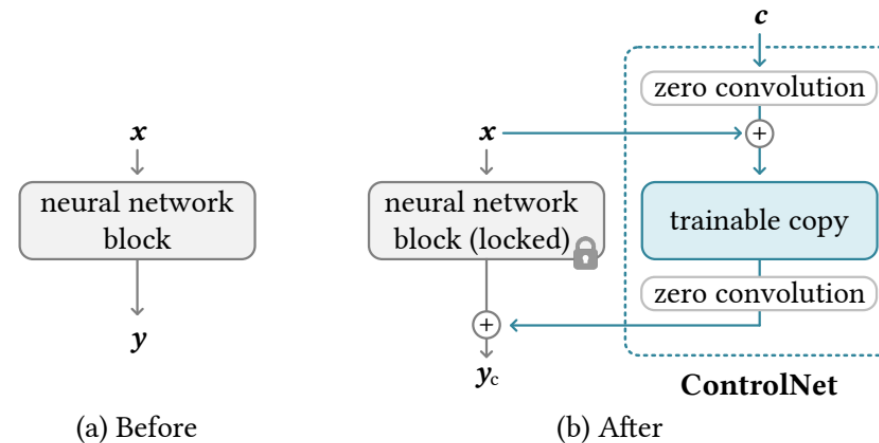 x
neural network
block
y
(a) Before
c
zero convolution
+
x
neural network
block (locked)
trainable copy
zero convolution
+
yc
ControlNet
(b) After